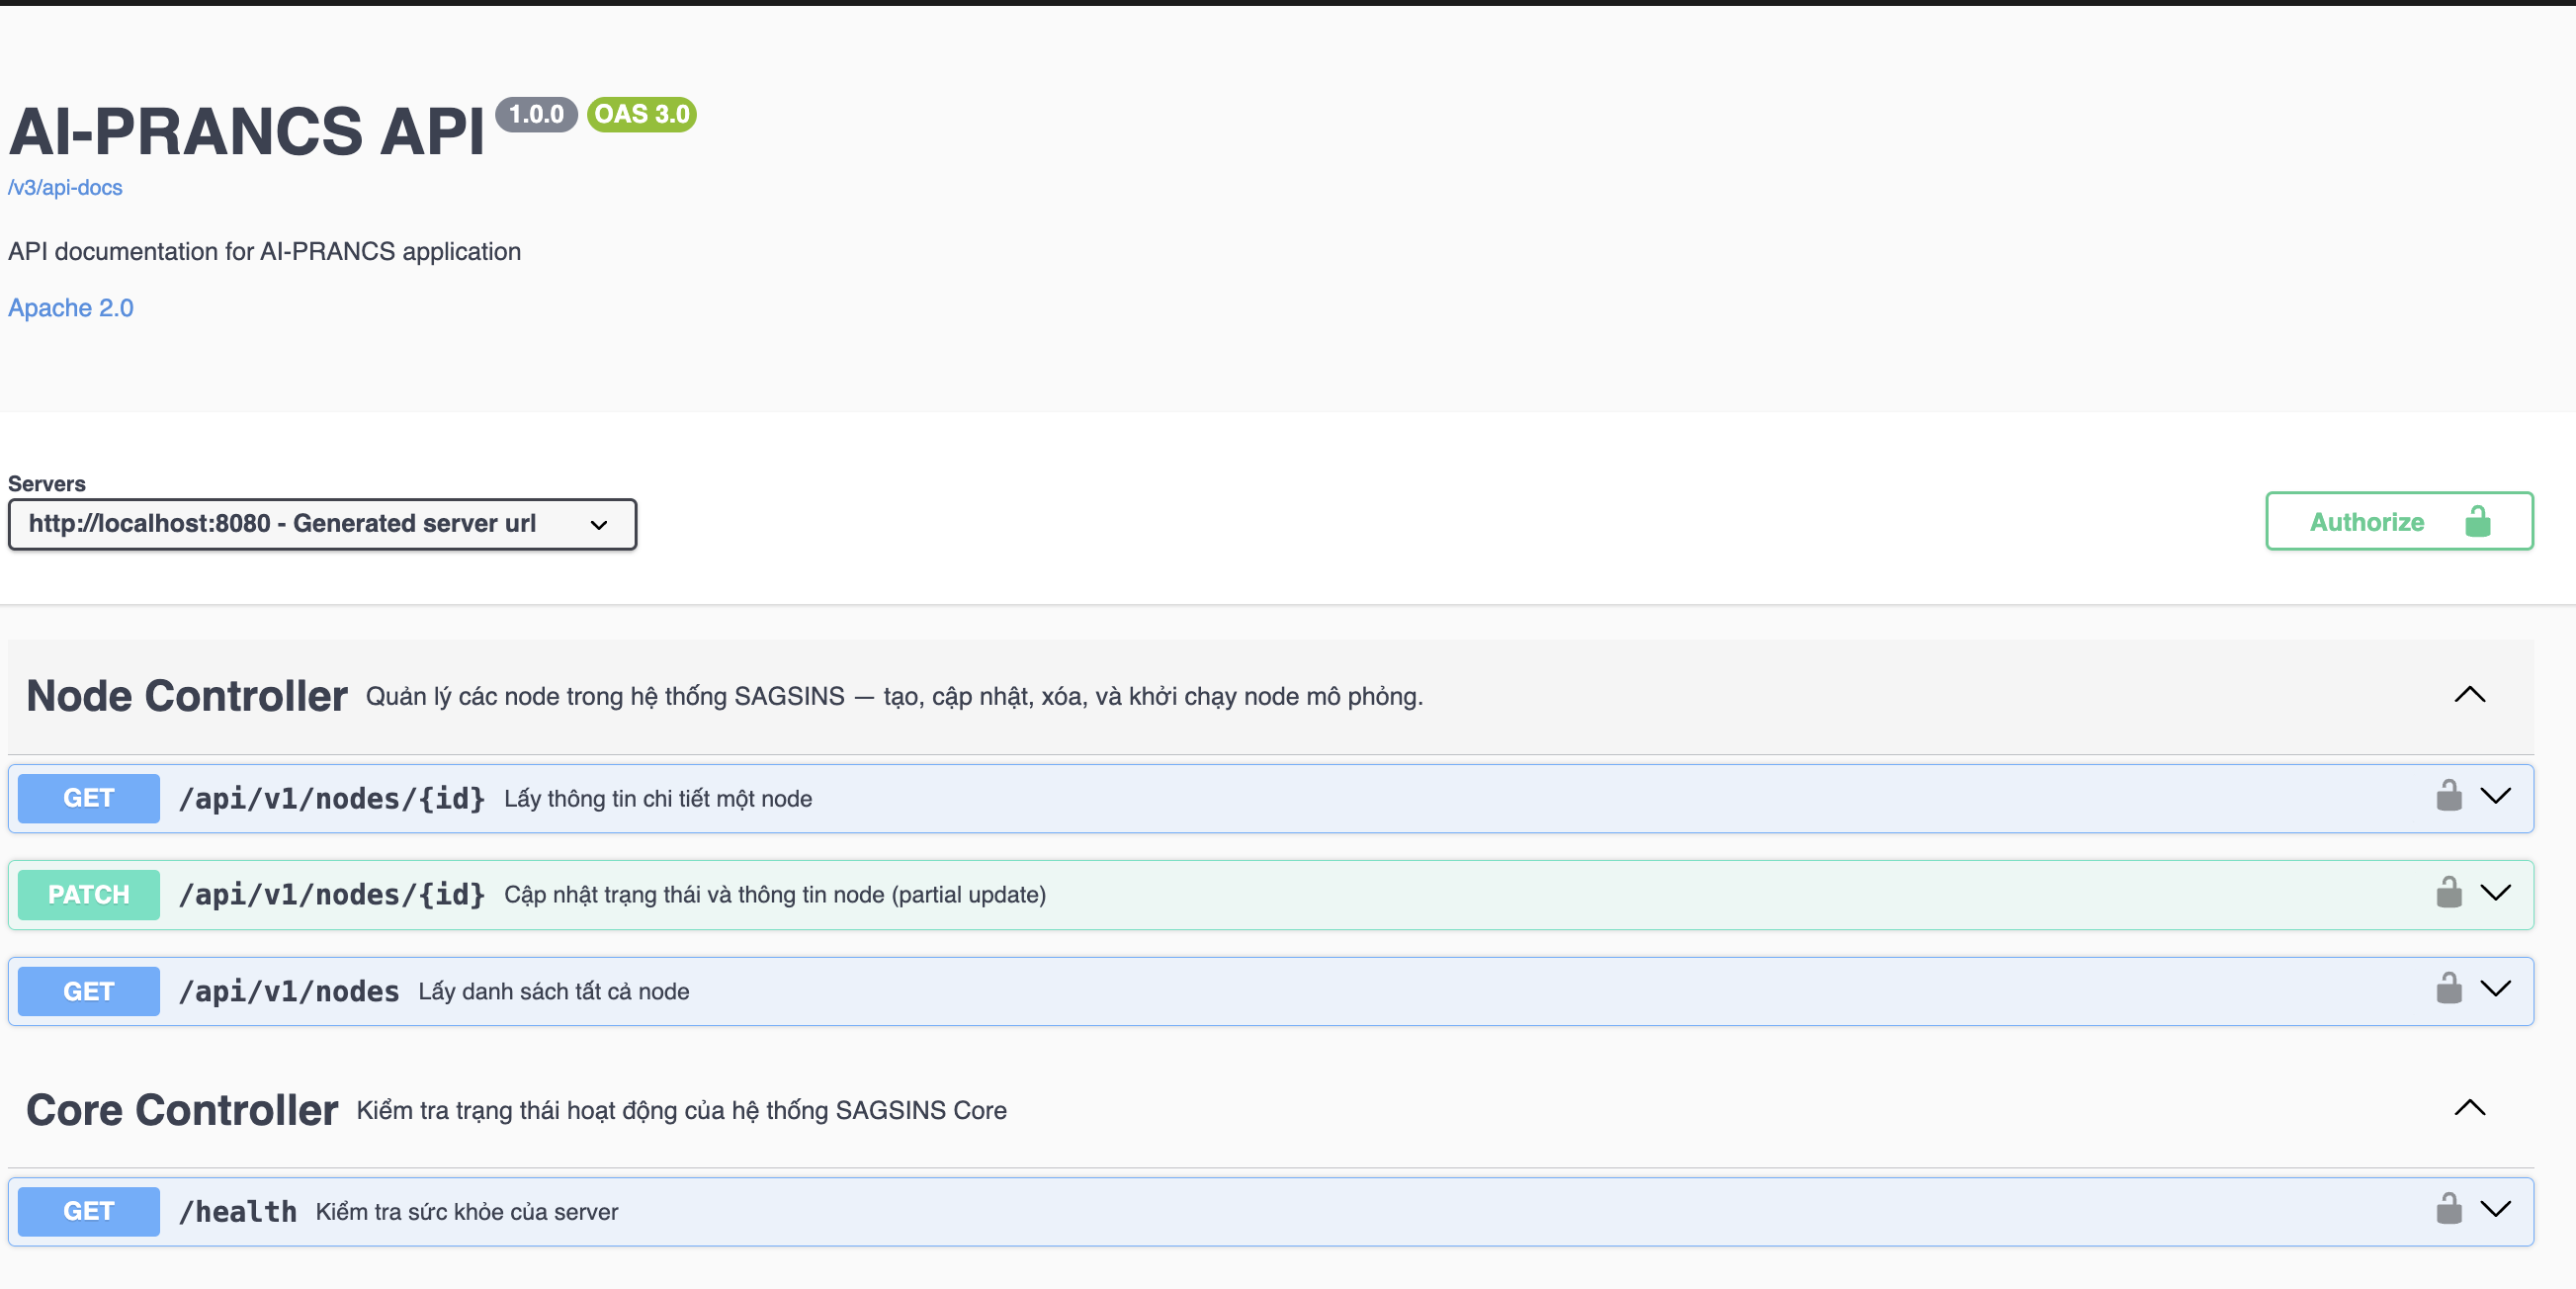 AI-PRANCS API 1.0.0 OAS 3.0
/v3/api-docs
API documentation for AI-PRANCS application
Apache 2.0
Servers
http://localhost:8080 - Generated server url
Authorize
Node Controller Quản lý các node trong hệ thống SAGSINS — tạo, cập nhật, xóa, và khởi chạy node mô phỏng.
GET /api/v1/nodes/{id} Lấy thông tin chi tiết một node
PATCH /api/v1/nodes/{id} Cập nhật trạng thái và thông tin node (partial update)
GET /api/v1/nodes Lấy danh sách tất cả node
Core Controller Kiểm tra trạng thái hoạt động của hệ thống SAGSINS Core
GET /health Kiểm tra sức khỏe của server